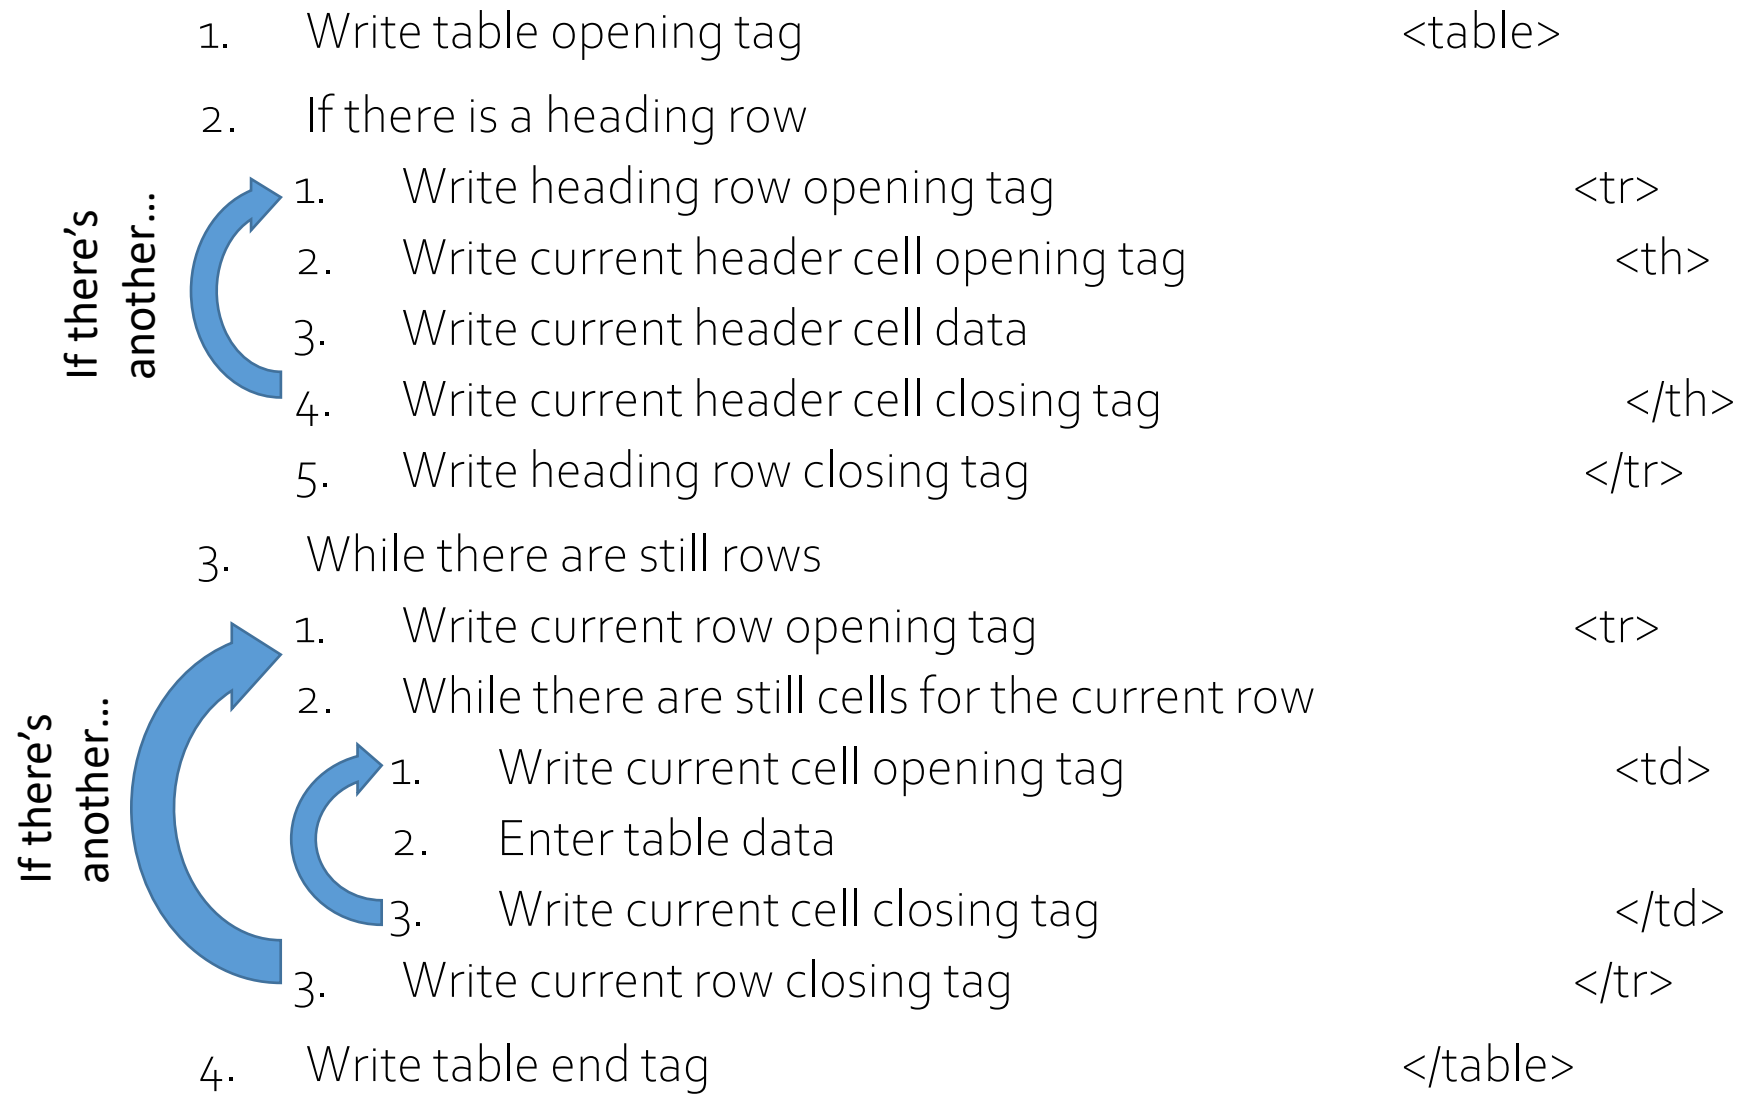 1. Write table opening tag <table>
2. If there is a heading row
1. Write heading row opening tag <tr>
2. Write current header cell opening tag <th>
3. Write current header cell data
4. Write current header cell closing tag </th>
5. Write heading row closing tag </tr>
If there's
another...
3. While there are still rows
1. Write current row opening tag <tr>
2. While there are still cells for the current row
1. Write current cell opening tag <td>
2. Enter table data
3. Write current cell closing tag </td>
3. Write current row closing tag </tr>
If there's
another...
4. Write table end tag </table>